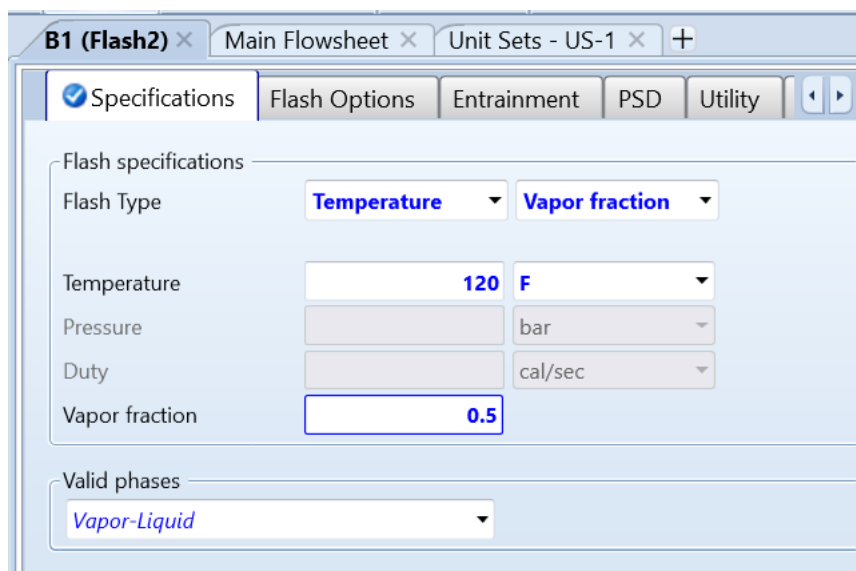 B1 (Flash2) Main Flowsheet Unit Sets - US-1
Specifications Flash Options Entrainment PSD Utility
Flash specifications
Flash Type Temperature Vapor fraction
Temperature 120 F
Pressure bar
Duty cal/sec
Vapor fraction 0.5
Valid phases
Vapor-Liquid